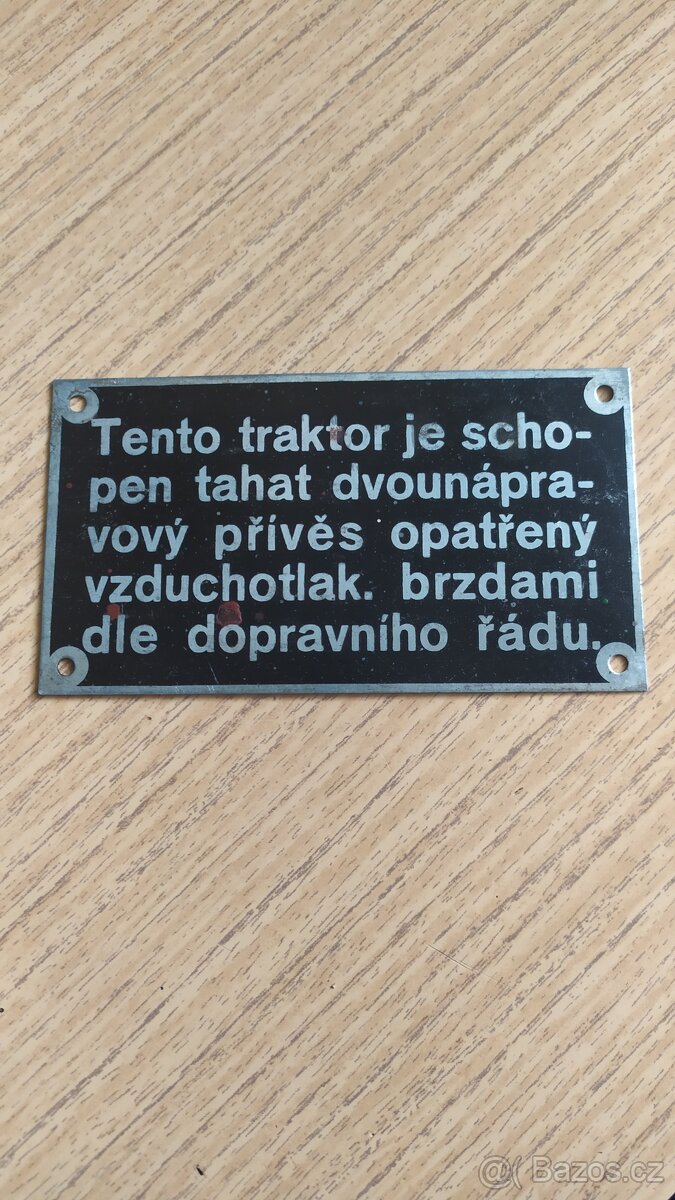 Tento traktor je scho-
pen tahat dvounápra-
vový přívěs opatřený
vzduchotlak. brzdami
dle dopravního řádu.
@ Bazos.cz